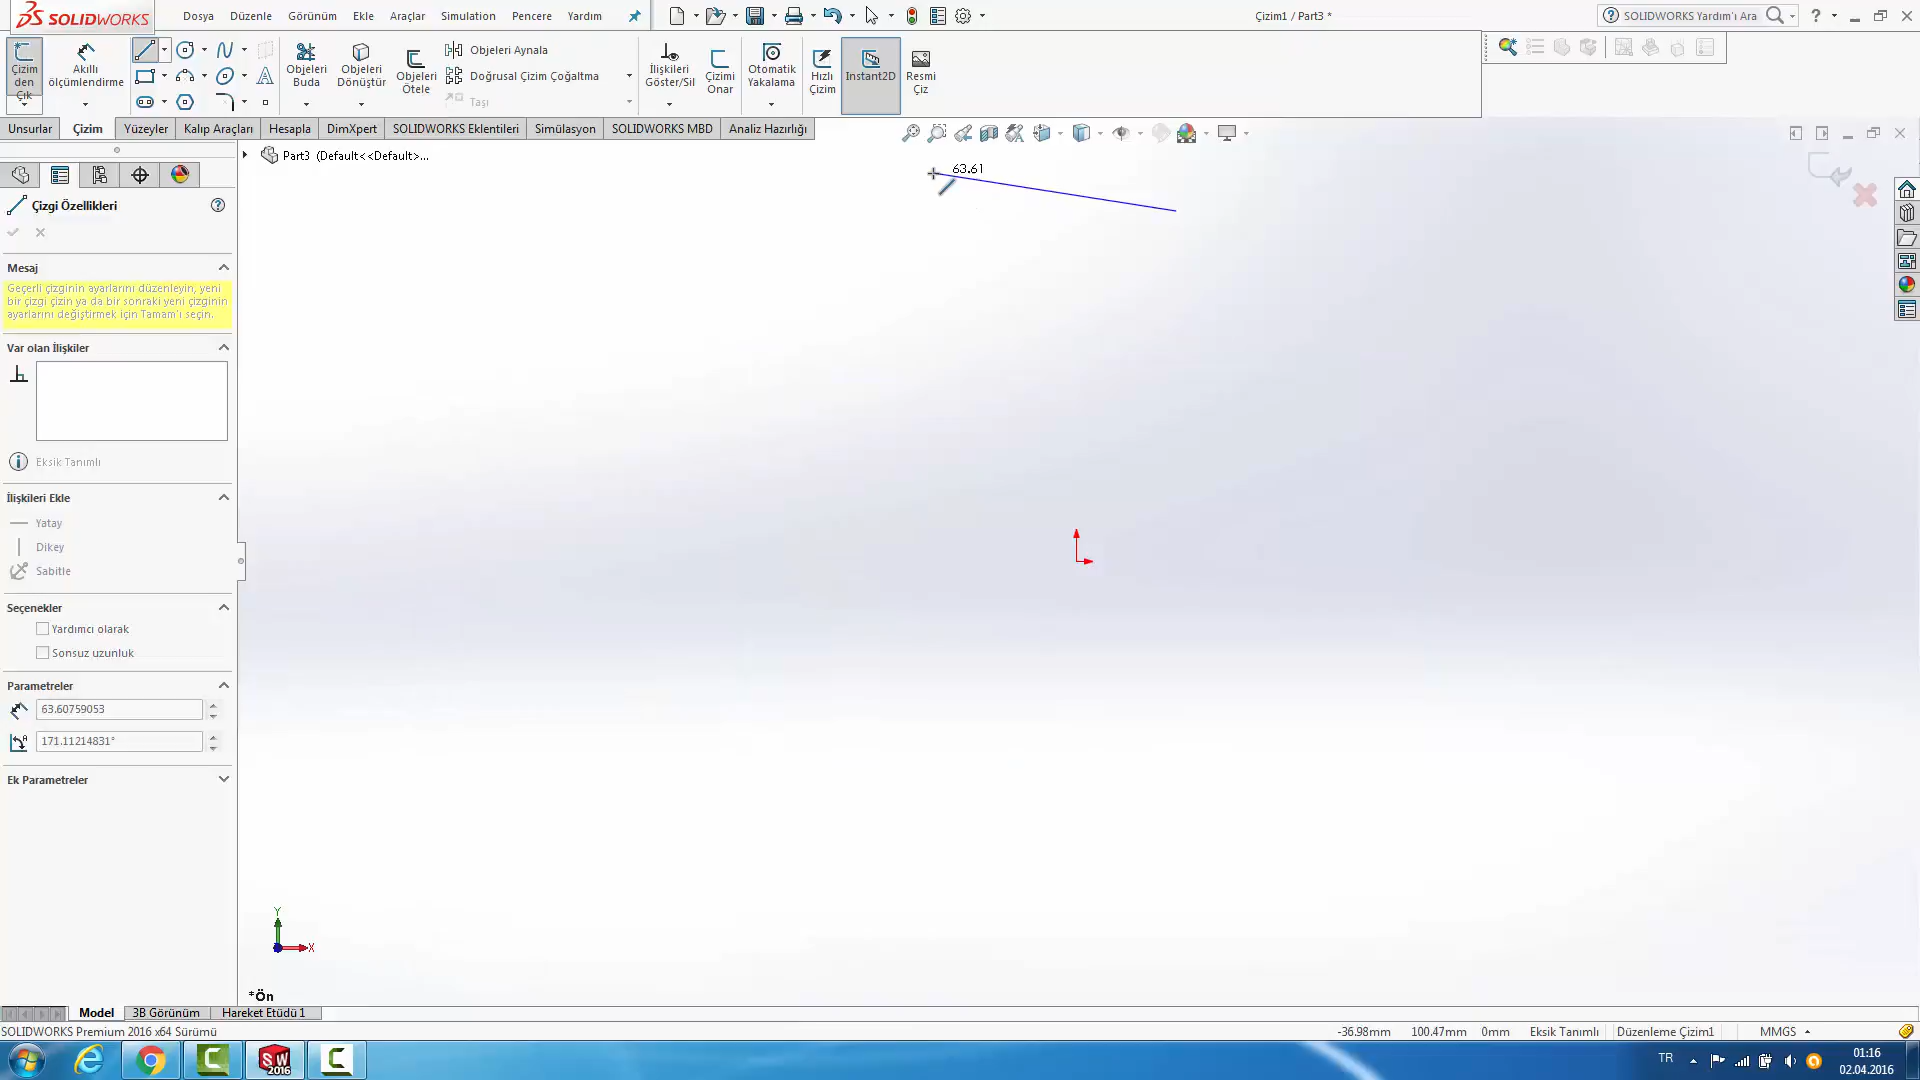 SOLIDWORKS
Dosya Düzenle Görünüm Ekle Araçlar Simulation Pencere Yardım
Çizim1 / Part3 *
SOLIDWORKS Yardım'ı Ara
Çizim
den
Çık
Akıllı
ölçümlendirme
Objeleri
Buda
Objeleri
Dönüştür
Objeleri
Ötele
Objeleri Aynala
Doğrusal Çizim Çoğaltma
Taşı
İlişkileri
Göster/Sil
Çizimi
Onar
Otomatik
Yakalama
Hızlı
Çizim
Instant2D
Resmi
Çiz
Unsurlar Çizim Yüzeyler Kalıp Araçları Hesapla DimXpert SOLIDWORKS Eklentileri Simülasyon SOLIDWORKS MBD Analiz Hazırlığı
Part3 (Default<<Default>...
63.61
Çizgi Özellikleri
Mesaj
Geçerli çizginin ayarlarını düzenleyin, yeni
bir çizgi çizin ya da bir sonraki yeni çizginin
ayarlarını değiştirmek için Tamam'ı seçin.
Var olan İlişkiler
Eksik Tanımlı
İlişkileri Ekle
Yatay
Dikey
Sabitle
Seçenekler
Yardımcı olarak
Sonsuz uzunluk
Parametreler
63.60759053
171.11214831°
Ek Parametreler
Y
X
*Ön
Model 3B Görünüm Hareket Etüdü 1
SOLIDWORKS Premium 2016 x64 Sürümü
-36.98mm 100.47mm 0mm Eksik Tanımlı Düzenleme Çizim1 MMGS
SW
2016
TR
01:16
02.04.2016